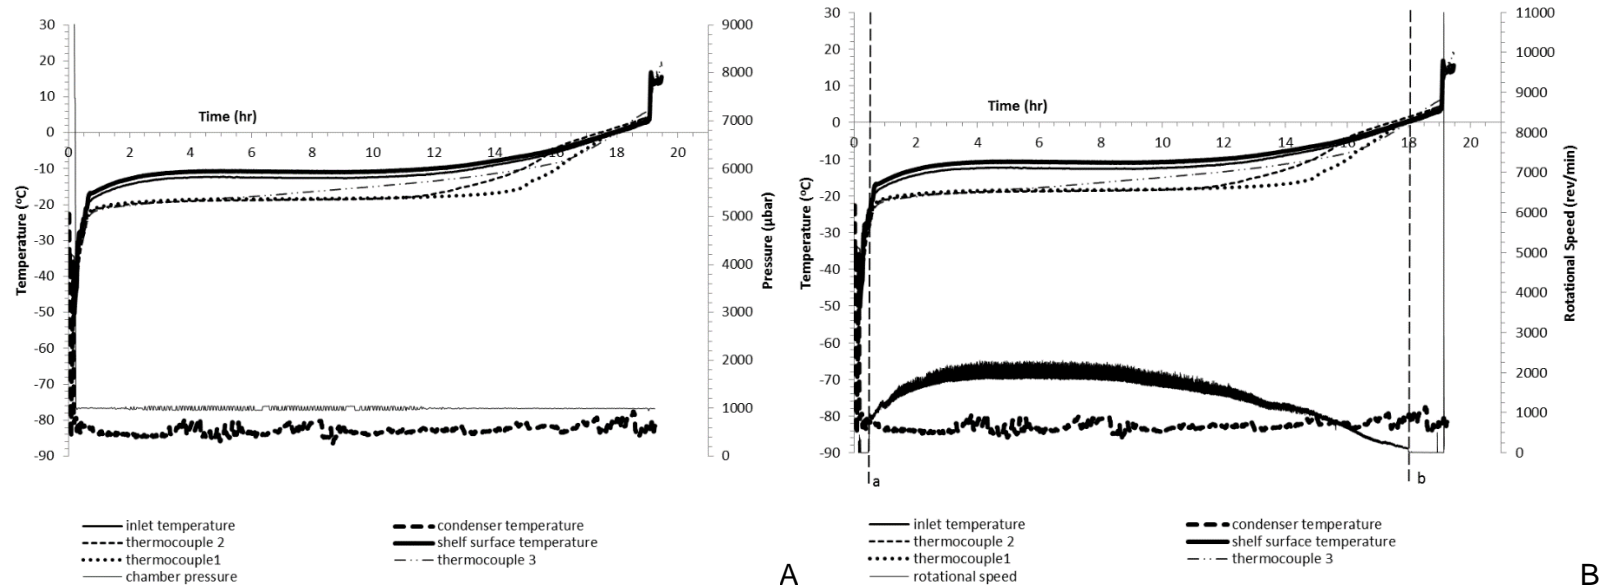 30
20
10
0
-10
-20
-30
-40
-50
-60
-70
-80
-90
Temperature (°C)
Time (hr)
0 2 4 6 8 10 12 14 16 18 20
9000
8000
7000
6000
5000
4000
3000
2000
1000
0
Pressure (µbar)
inlet temperature
condenser temperature
thermocouple 2
shelf surface temperature
thermocouple1
thermocouple 3
chamber pressure
A
30
20
10
0
-10
-20
-30
-40
-50
-60
-70
-80
-90
Temperature (°C)
Time (hr)
0 2 4 6 8 10 12 14 16 18 20
11000
10000
9000
8000
7000
6000
5000
4000
3000
2000
1000
0
Rotational Speed (rev/min)
a
b
inlet temperature
condenser temperature
thermocouple 2
shelf surface temperature
thermocouple1
thermocouple 3
rotational speed
B